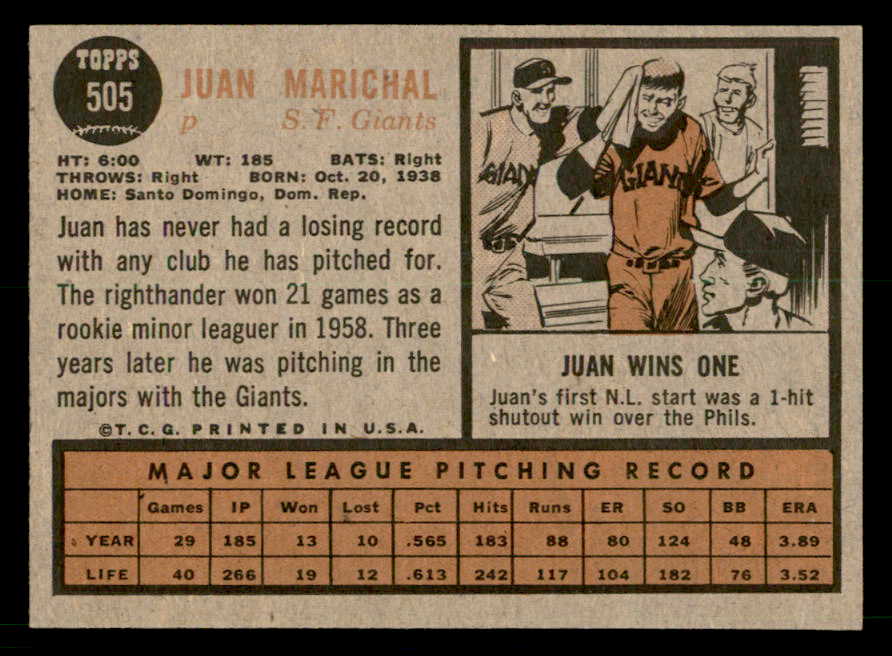 TOPPS
505
JUAN MARICHAL
p S. F. Giants
HT: 6:00 WT: 185 BATS: Right
THROWS: Right BORN: Oct. 20, 1938
HOME: Santo Domingo, Dom. Rep.
Juan has never had a losing record
with any club he has pitched for.
The righthander won 21 games as a
rookie minor leaguer in 1958. Three
years later he was pitching in the
majors with the Giants.
©T. C. G. PRINTED IN U.S.A.
GIAN
GIANT
JUAN WINS ONE
Juan's first N.L. start was a 1-hit
shutout win over the Phils.
MAJOR LEAGUE PITCHING RECORD
Games IP Won Lost Pct Hits Runs ER SO BB ERA
YEAR 29 185 13 10 .565 183 88 80 124 48 3.89
LIFE 40 266 19 12 .613 242 117 104 182 76 3.52